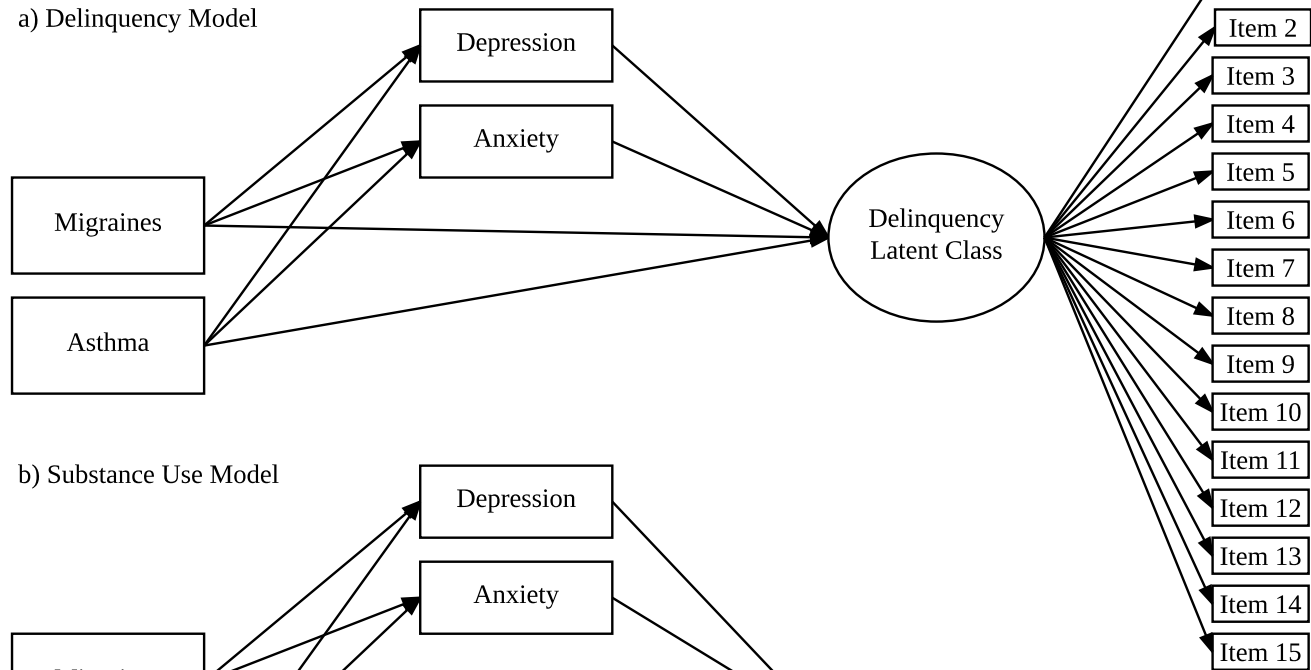 a) Delinquency Model
Depression
Anxiety
Migraines
Asthma
Delinquency
Latent Class
Item 2
Item 3
Item 4
Item 5
Item 6
Item 7
Item 8
Item 9
Item 10
Item 11
Item 12
Item 13
Item 14
Item 15
b) Substance Use Model
Depression
Anxiety